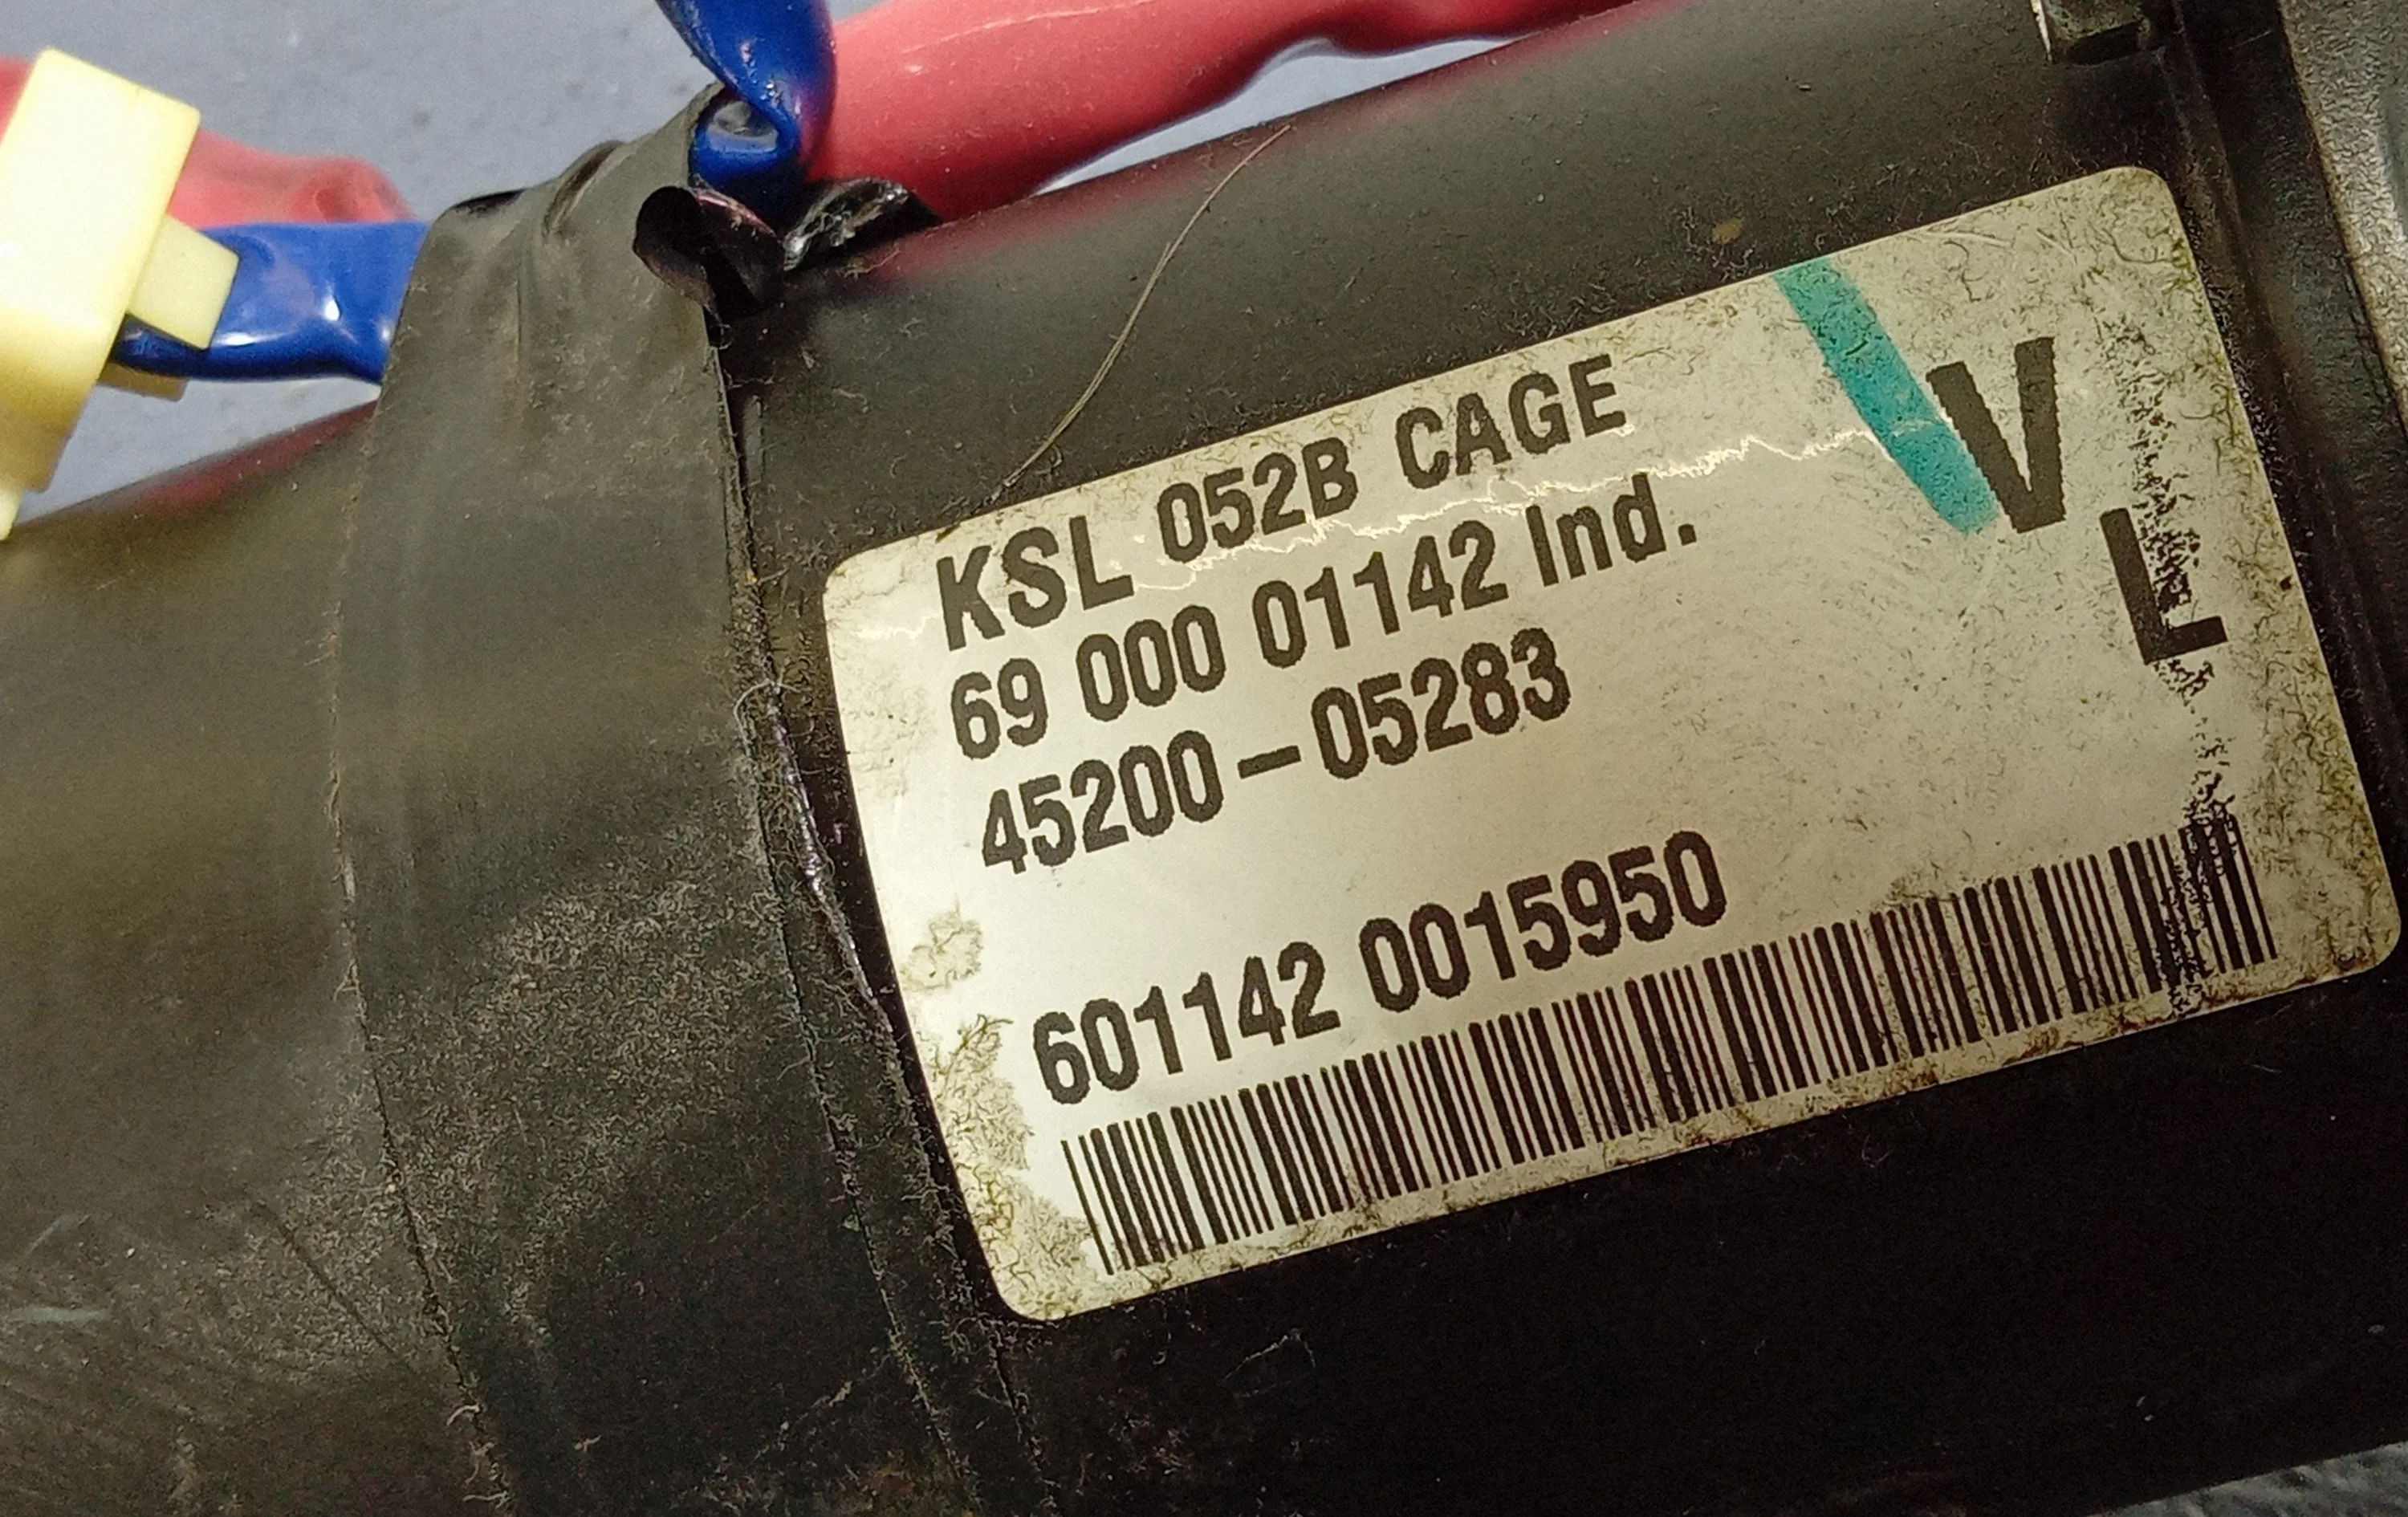 KSL 052B CAGE
69 000 01142 Ind.
V
L
45200-05283
601142 0015950